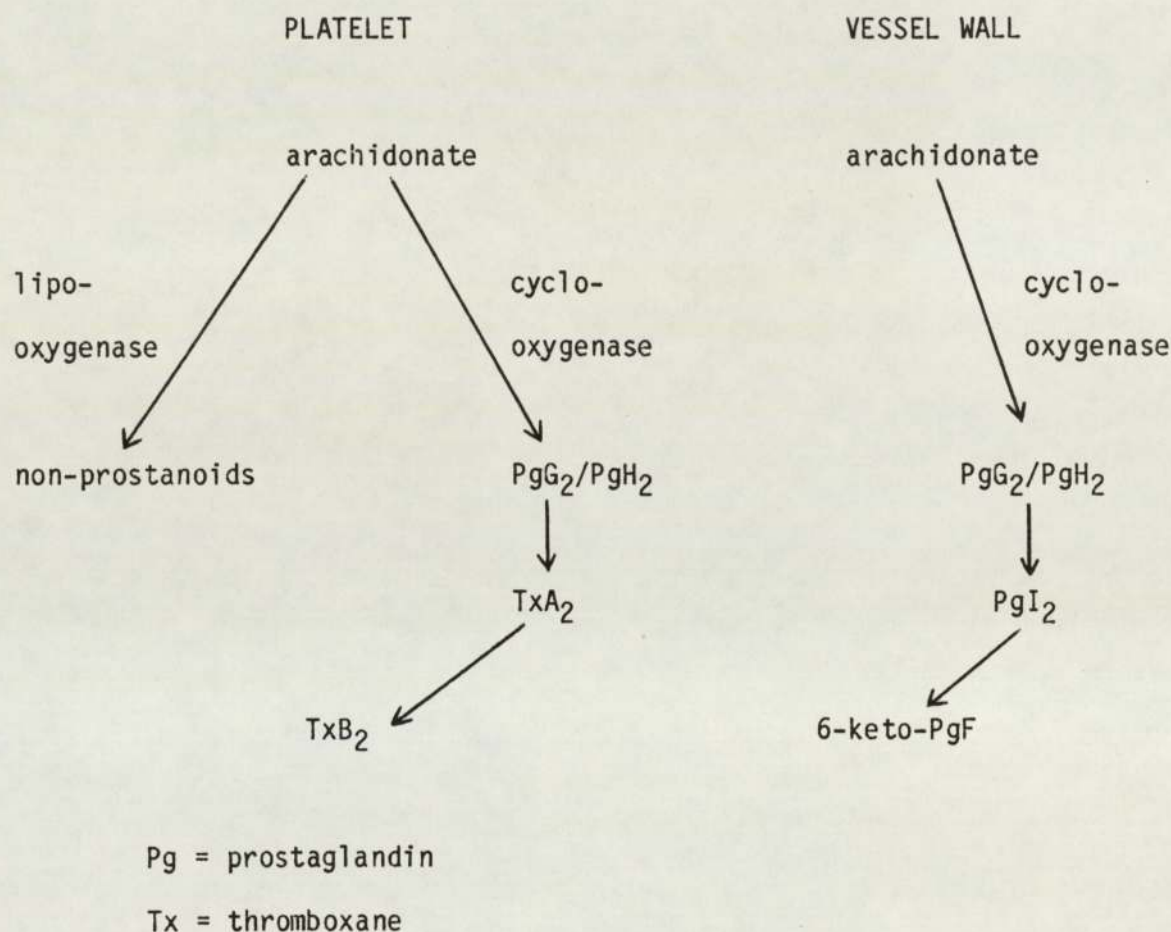 PLATELET VESSEL WALL
arachidonate arachidonate
lipo- cyclo- cyclo-
oxygenase oxygenase oxygenase
non-prostanoids PgG₂/PgH₂ PgG₂/PgH₂
TxA₂ PgI₂
TxB₂ 6-keto-PgF
Pg = prostaglandin
Tx = thromboxane